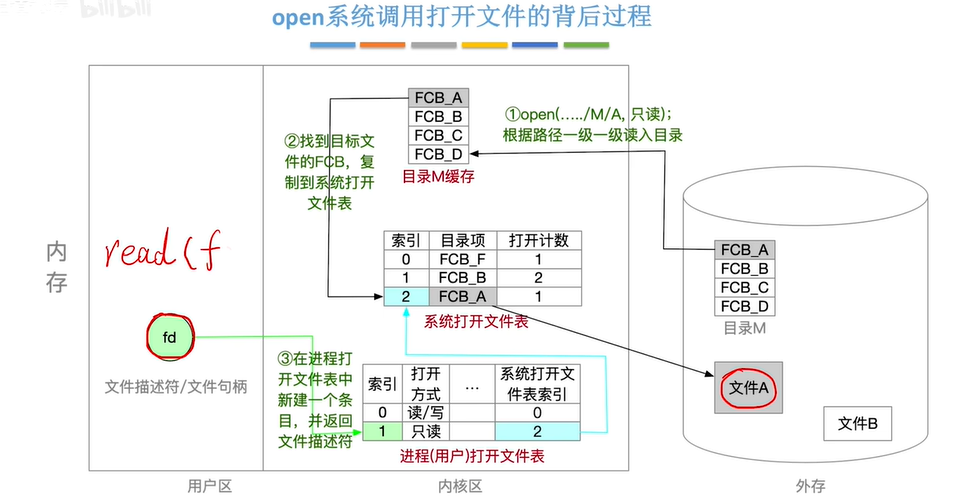 bilibili
open系统调用打开文件的背后过程
①open(...../M/A, 只读);
根据路径一级一级读入目录
FCB_A
FCB_B
FCB_C
FCB_D
目录M缓存
②找到目标文
件的FCB，复
制到系统打开
文件表
内
存
read(f
索引 目录项 打开计数
0 FCB_F 1
1 FCB_B 2
2 FCB_A 1
系统打开文件表
FCB_A
FCB_B
FCB_C
FCB_D
目录M
fd
文件描述符/文件句柄
③在进程打
开文件表中
新建一个条
目，并返回
文件描述符
索引 打开方式 … 系统打开文件表索引
0 读/写 0
1 只读 2
进程(用户)打开文件表
文件A
文件B
用户区 内核区 外存